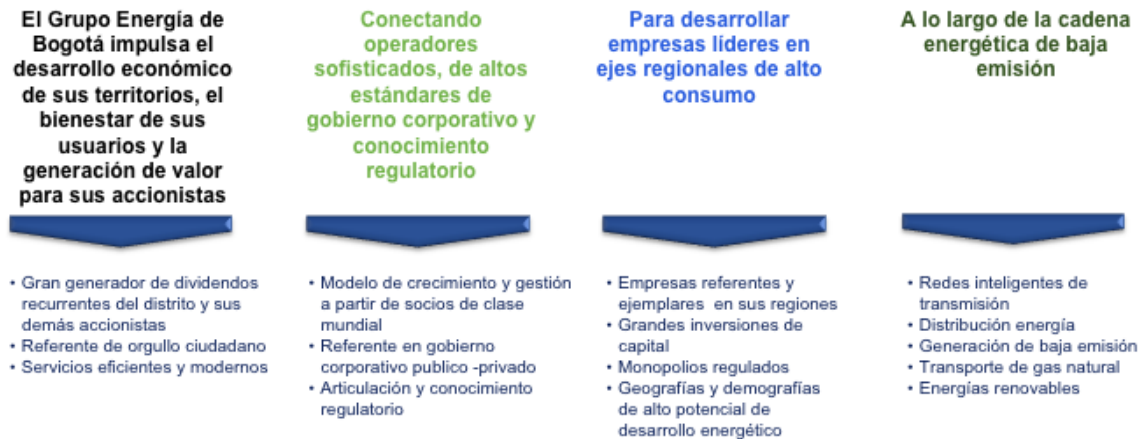 El Grupo Energía de
Bogotá impulsa el
desarrollo económico
de sus territorios, el
bienestar de sus
usuarios y la
generación de valor
para sus accionistas
• Gran generador de dividendos
recurrentes del distrito y sus
demás accionistas
• Referente de orgullo ciudadano
• Servicios eficientes y modernos
Conectando
operadores
sofisticados, de altos
estándares de
gobierno corporativo y
conocimiento
regulatorio
• Modelo de crecimiento y gestión
a partir de socios de clase
mundial
• Referente en gobierno
corporativo publico -privado
• Articulación y conocimiento
regulatorio
Para desarrollar
empresas líderes en
ejes regionales de alto
consumo
• Empresas referentes y
ejemplares en sus regiones
• Grandes inversiones de
capital
• Monopolios regulados
• Geografías y demografías
de alto potencial de
desarrollo energético
A lo largo de la cadena
energética de baja
emisión
• Redes inteligentes de
transmisión
• Distribución energía
• Generación de baja emisión
• Transporte de gas natural
• Energías renovables